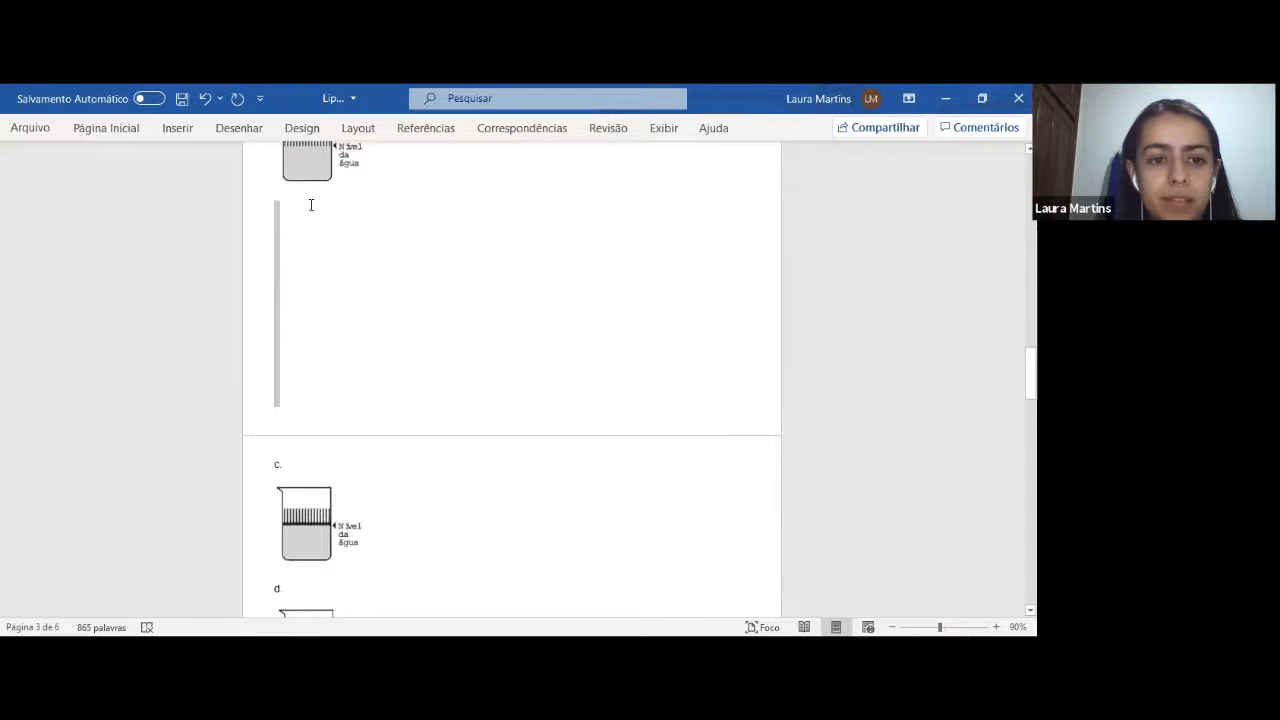 Salvamento Automático
Lip...
Pesquisar
Laura Martins LM
Arquivo Página Inicial Inserir Desenhar Design Layout Referências Correspondências Revisão Exibir Ajuda
Compartilhar Comentários
Nível
da
água
Laura Martins
c.
Nível
da
água
d.
Página 3 de 6 865 palavras
Foco
90%